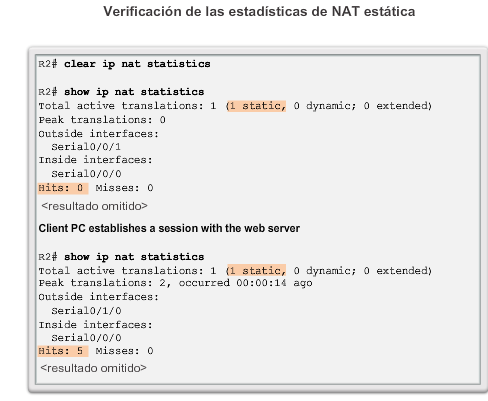 Verificación de las estadísticas de NAT estática
R2# clear ip nat statistics
R2# show ip nat statistics
Total active translations: 1 (1 static, 0 dynamic; 0 extended)
Peak translations: 0
Outside interfaces:
Serial0/0/1
Inside interfaces:
Serial0/0/0
Hits: 0 Misses: 0
<resultado omitido>
Client PC establishes a session with the web server
R2# show ip nat statistics
Total active translations: 1 (1 static, 0 dynamic; 0 extended)
Peak translations: 2, occurred 00:00:14 ago
Outside interfaces:
Serial0/1/0
Inside interfaces:
Serial0/0/0
Hits: 5 Misses: 0
<resultado omitido>